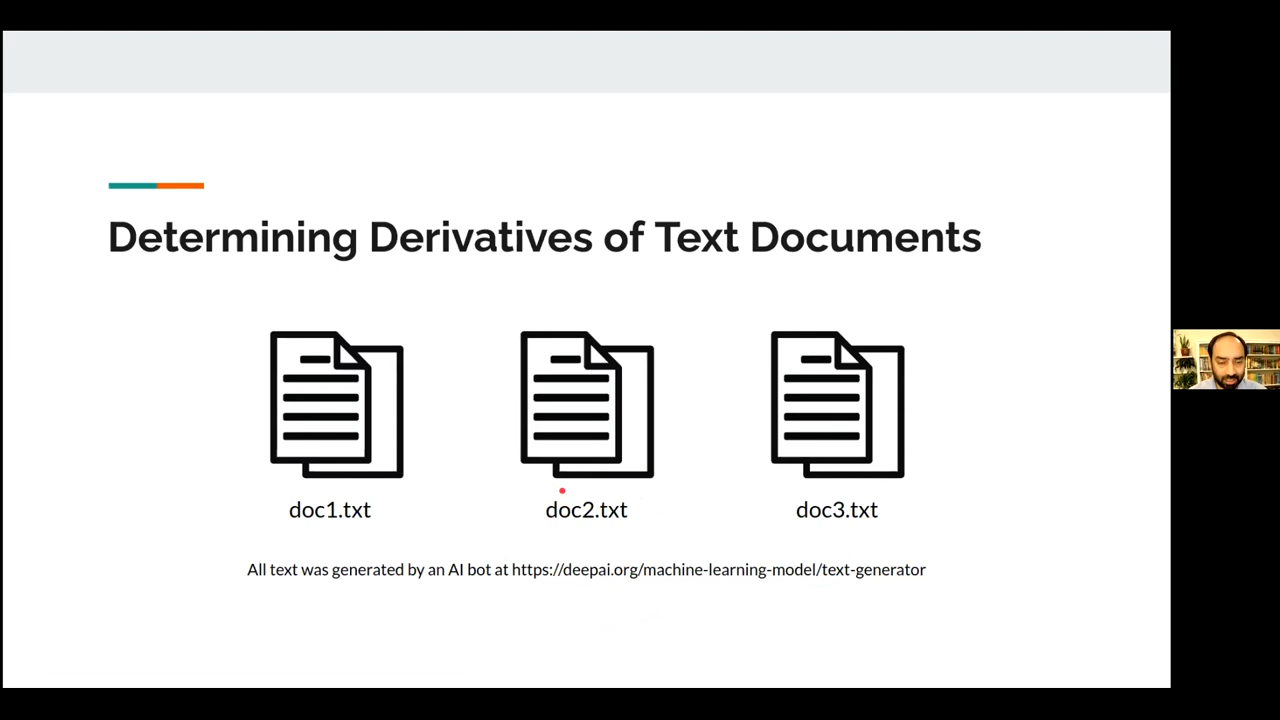 Determining Derivatives of Text Documents
doc1.txt
doc2.txt
doc3.txt
All text was generated by an AI bot at https://deepai.org/machine-learning-model/text-generator